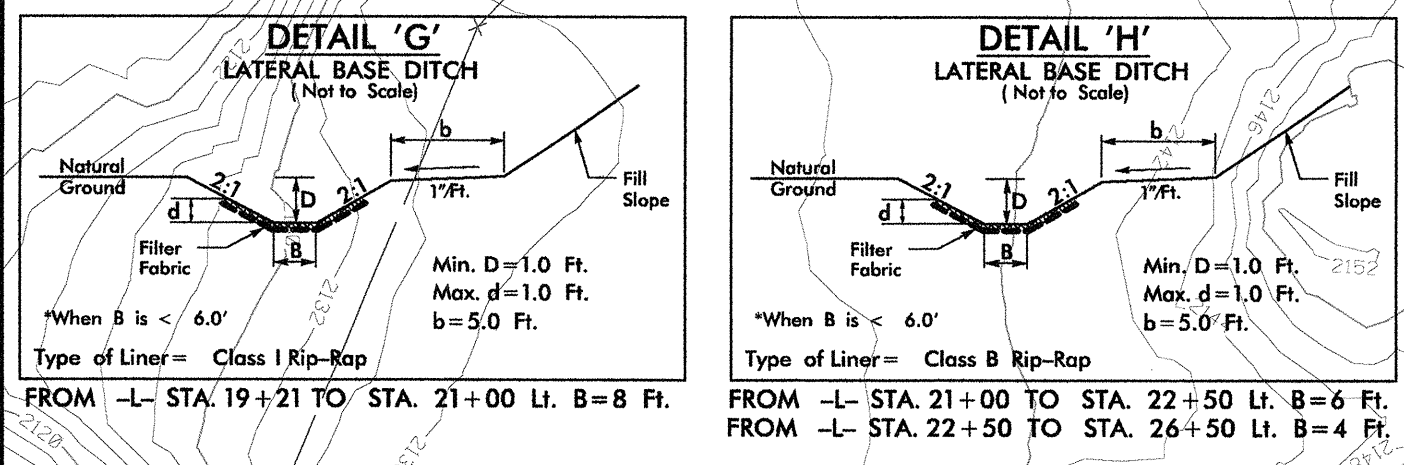 DETAIL 'G'
LATERAL BASE DITCH
( Not to Scale)
b
Natural
Ground
2:1
D
2:1
1"/Ft.
Fill
Slope
d
B
Filter
Fabric
Min. D=1.0 Ft.
Max. d=1.0 Ft.
b=5.0 Ft.
*When B is < 6.0'
Type of Liner= Class I Rip-Rap
FROM -L- STA. 19+21 TO STA. 21+00 Lt. B=8 Ft.
2132
2120
DETAIL 'H'
LATERAL BASE DITCH
( Not to Scale)
b
Natural
Ground
2:1
D
2:1
1"/Ft.
Fill
Slope
d
B
Filter
Fabric
Min. D=1.0 Ft.
Max. d=1.0 Ft.
b=5.0 Ft.
*When B is < 6.0'
Type of Liner= Class B Rip-Rap
FROM -L- STA. 21+00 TO STA. 22+50 Lt. B=6 Ft.
FROM -L- STA. 22+50 TO STA. 26+50 Lt. B=4 Ft.
2142
2146
2152